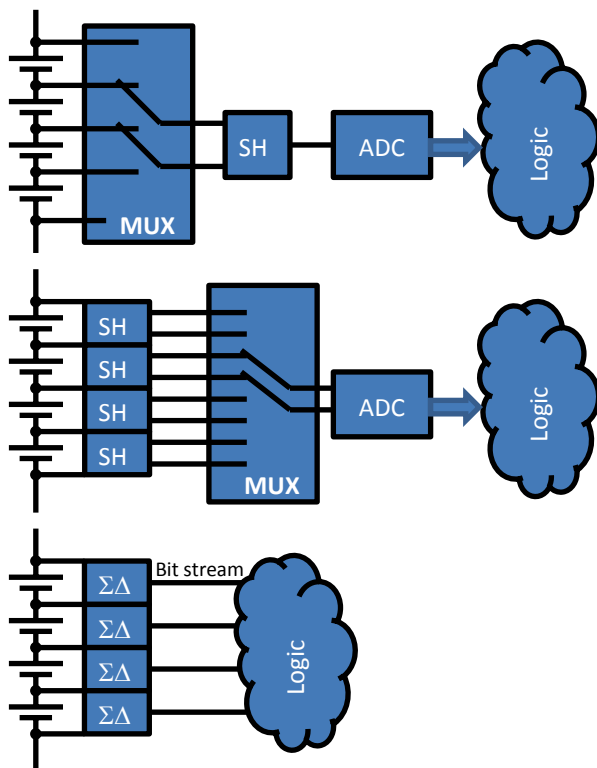 SH
ADC
Logic
MUX
SH
SH
SH
SH
ADC
Logic
MUX
Bit stream
ΣΔ
ΣΔ
ΣΔ
ΣΔ
Logic